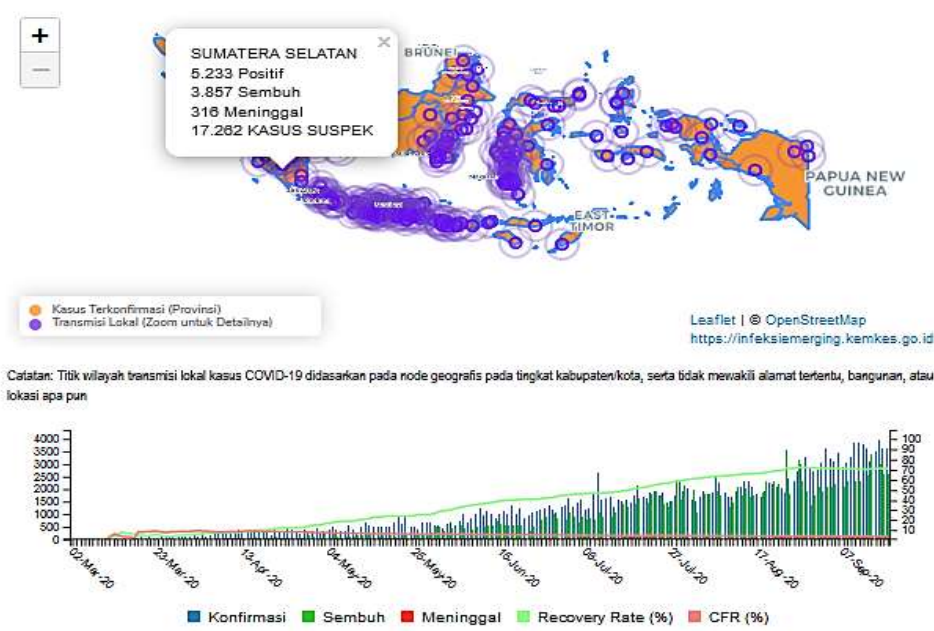 +
−
SUMATERA SELATAN
5.233 Positif
3.857 Sembuh
316 Meninggal
17.262 KASUS SUSPEK
×
BRUNEI
PAPUA NEW
GUINEA
EAST
TIMOR
Kasus Terkonfirmasi (Provinsi)
Transmisi Lokal (Zoom untuk Detailnya)
Leaflet | © OpenStreetMap
https://infeksiemerging.kemkes.go.id
Catatan: Titik wilayah transmisi lokal kasus COVID-19 didasarkan pada node geografis pada tingkat kabupaten/kota, serta tidak mewakili alamat tertentu, bangunan, atau
lokasi apa pun
4000
3500
3000
2500
2000
1500
1000
500
0
100
90
80
70
60
50
40
30
20
10
02-Mar-20
23-Mar-20
13-Apr-20
04-May-20
25-May-20
15-Jun-20
06-Jul-20
27-Jul-20
17-Aug-20
07-Sep-20
Konfirmasi Sembuh Meninggal Recovery Rate (%) CFR (%)